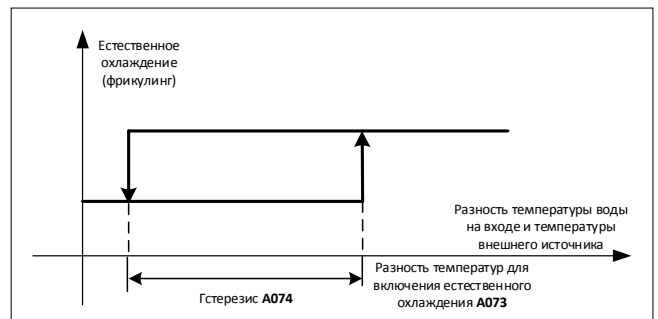 Естественное
охлаждение
(фрикулинг)
Разность температуры воды
на входе и температуры
внешнего источника
Разность температур для
включения естественного
охлаждения A073
Гстерезис A074